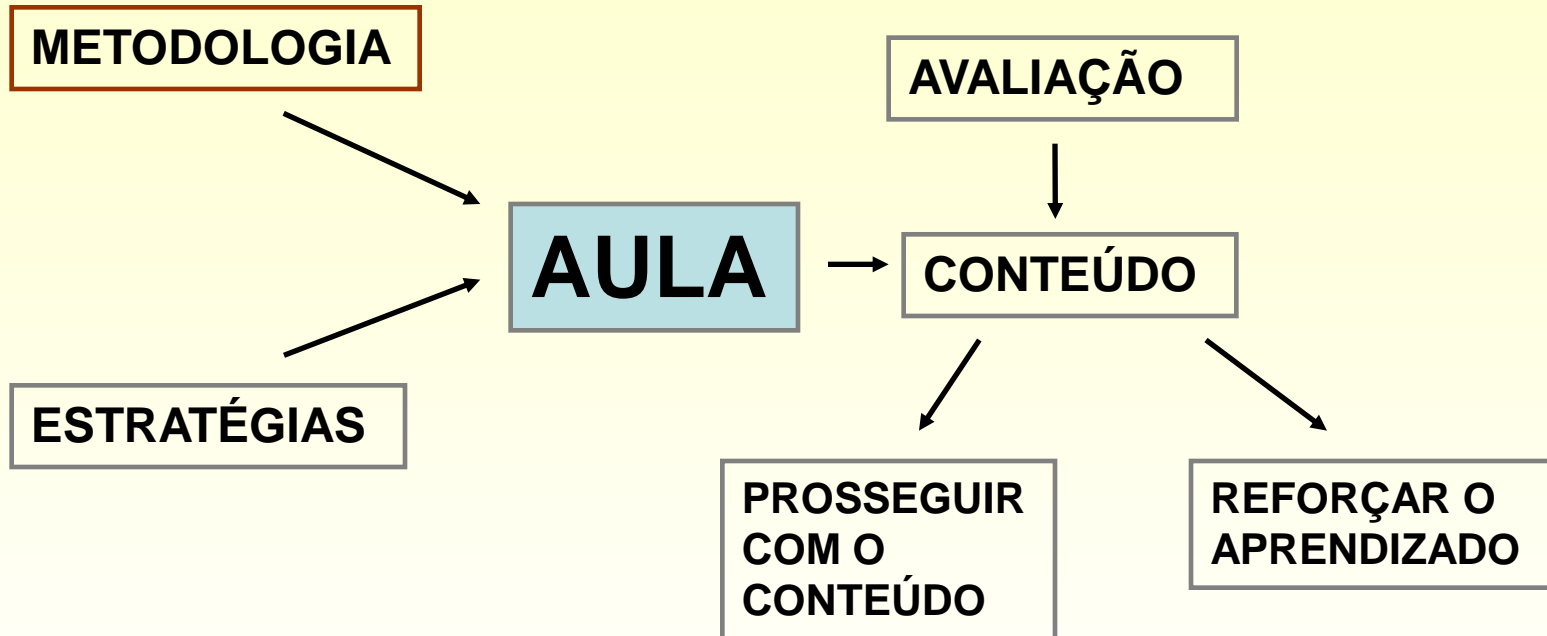 METODOLOGIA
AVALIAÇÃO
AULA
CONTEÚDO
ESTRATÉGIAS
PROSSEGUIR
COM O
CONTEÚDO
REFORÇAR O
APRENDIZADO